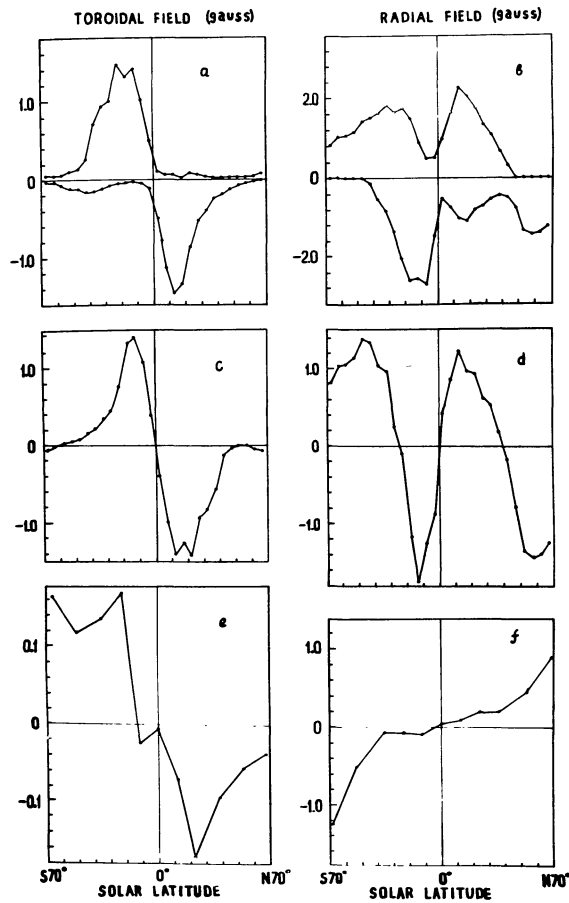 TOROIDAL FIELD (gauss) RADIAL FIELD (gauss)
a
1.0
0
-1.0
b
2.0
0
-2.0
c
1.0
0
-1.0
d
1.0
0
-1.0
e
0.1
0
-0.1
f
1.0
0
-1.0
S70° 0° N70° S70° 0° N70°
SOLAR LATITUDE SOLAR LATITUDE